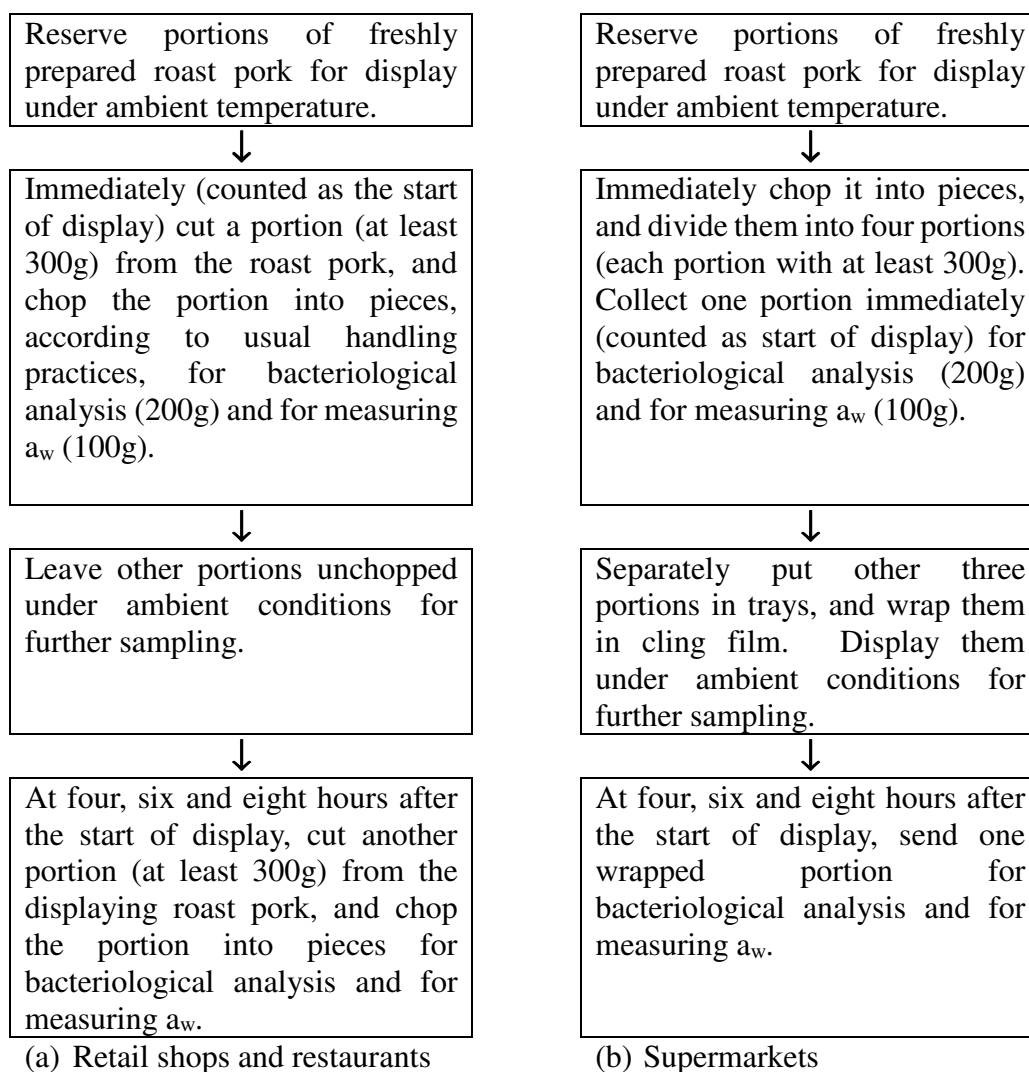 Reserve portions of freshly
prepared roast pork for display
under ambient temperature.
↓
Immediately (counted as the start
of display) cut a portion (at least
300g) from the roast pork, and
chop the portion into pieces,
according to usual handling
practices, for bacteriological
analysis (200g) and for measuring
aw (100g).
↓
Leave other portions unchopped
under ambient conditions for
further sampling.
↓
At four, six and eight hours after
the start of display, cut another
portion (at least 300g) from the
displaying roast pork, and chop
the portion into pieces for
bacteriological analysis and for
measuring aw.
(a) Retail shops and restaurants
Reserve portions of freshly
prepared roast pork for display
under ambient temperature.
↓
Immediately chop it into pieces,
and divide them into four portions
(each portion with at least 300g).
Collect one portion immediately
(counted as start of display) for
bacteriological analysis (200g)
and for measuring aw (100g).
↓
Separately put other three
portions in trays, and wrap them
in cling film. Display them
under ambient conditions for
further sampling.
↓
At four, six and eight hours after
the start of display, send one
wrapped portion for
bacteriological analysis and for
measuring aw.
(b) Supermarkets